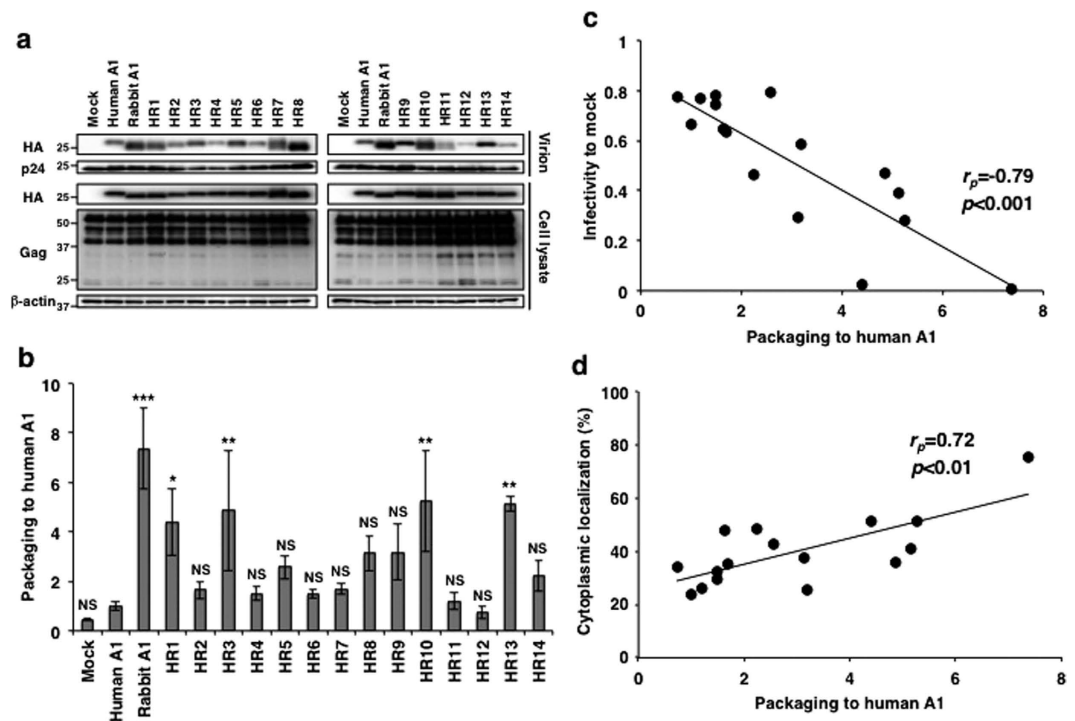 a
Mock
Human A1
Rabbit A1
HR1
HR2
HR3
HR4
HR5
HR6
HR7
HR8
Mock
Human A1
Rabbit A1
HR9
HR10
HR11
HR12
HR13
HR14
HA
25
p24
25
HA
25
Gag
50
37
25
β-actin
37
Virion
Cell lysate
b
Packaging to human A1
10
8
6
4
2
0
NS
***
*
NS
**
NS
NS
NS
NS
NS
NS
**
NS
NS
**
NS
Mock
Human A1
Rabbit A1
HR1
HR2
HR3
HR4
HR5
HR6
HR7
HR8
HR9
HR10
HR11
HR12
HR13
HR14
c
Infectivity to mock
1
0.8
0.6
0.4
0.2
0
rp=-0.79
p<0.001
0 2 4 6 8
Packaging to human A1
d
Cytoplasmic localization (%)
100
80
60
40
20
0
rp=0.72
p<0.01
0 2 4 6 8
Packaging to human A1